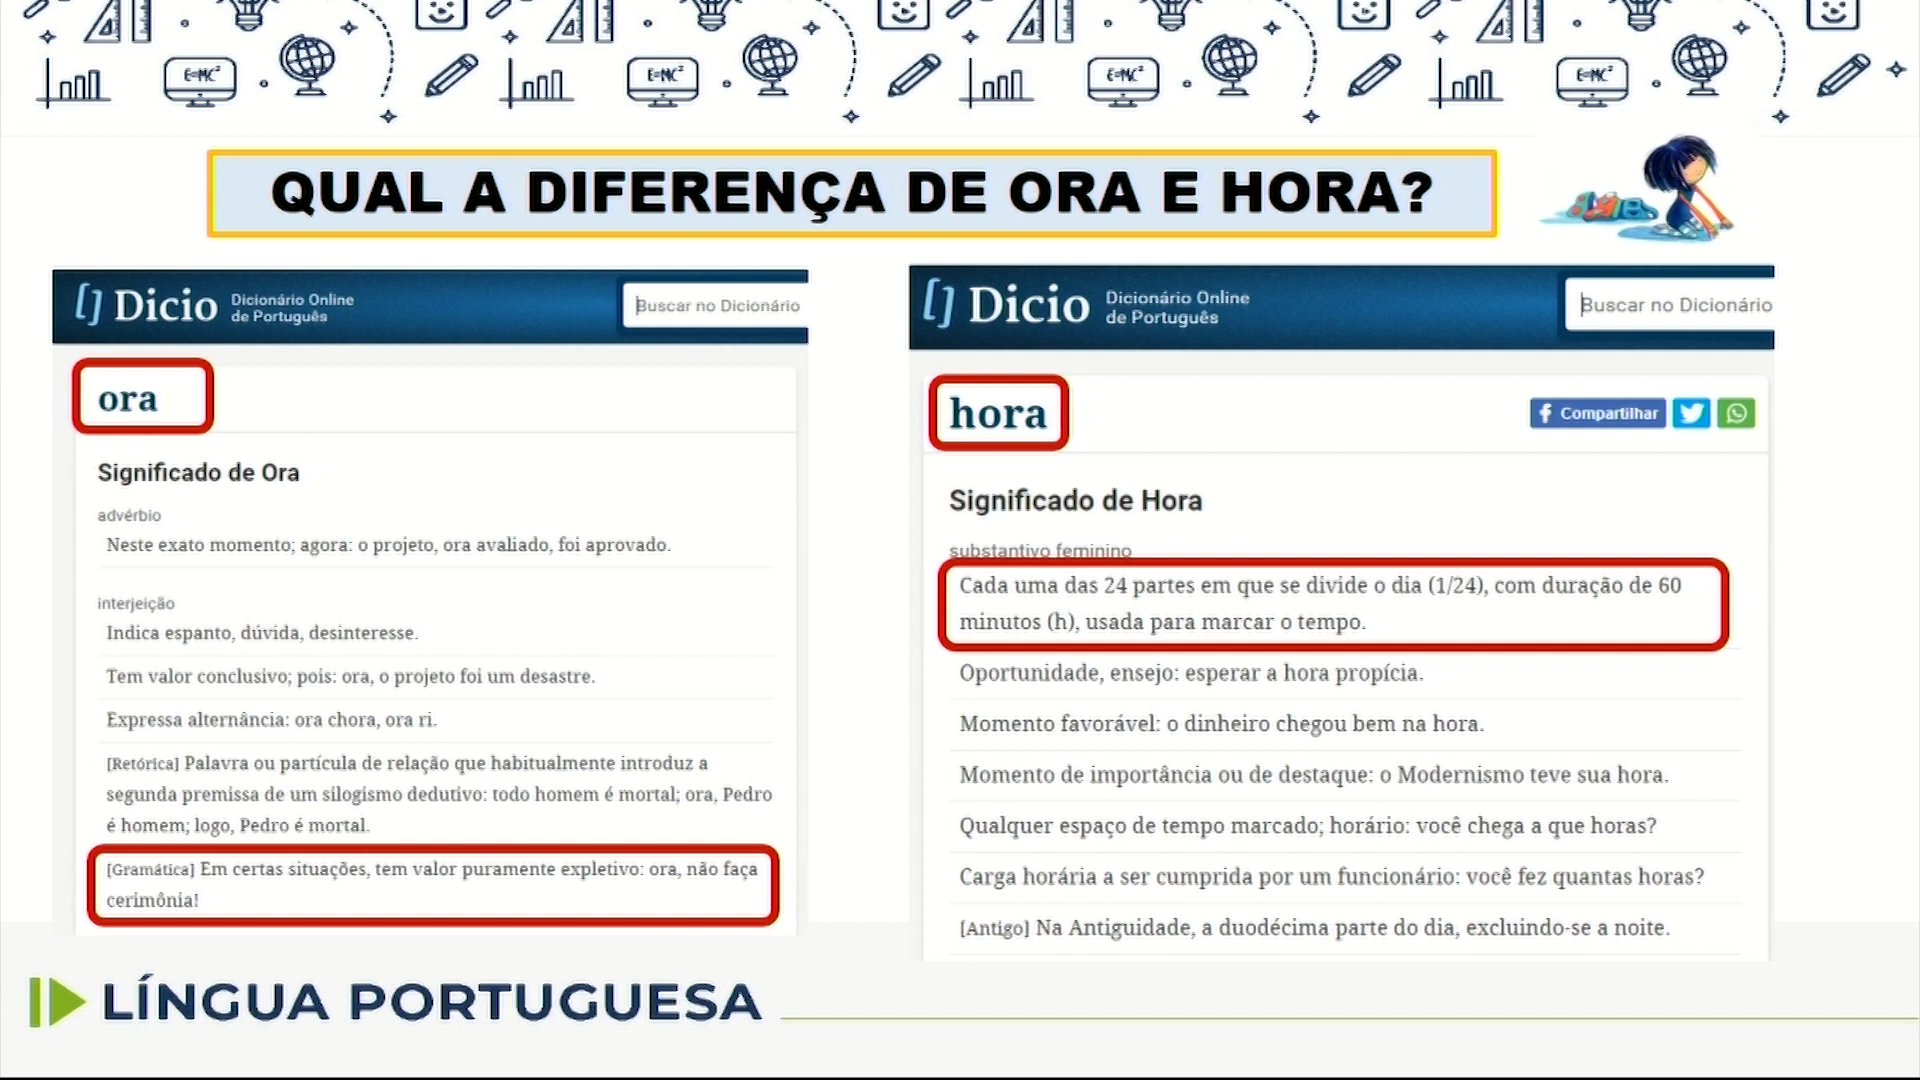 E=MC²
E=MC²
E=MC²
E=MC²
QUAL A DIFERENÇA DE ORA E HORA?
Dicio
Dicionário Online
de Português
Buscar no Dicionário
ora
Significado de Ora
advérbio
Neste exato momento; agora: o projeto, ora avaliado, foi aprovado.
interjeição
Indica espanto, dúvida, desinteresse.
Tem valor conclusivo; pois: ora, o projeto foi um desastre.
Expressa alternância: ora chora, ora ri.
[Retórica] Palavra ou partícula de relação que habitualmente introduz a
segunda premissa de um silogismo dedutivo: todo homem é mortal; ora, Pedro
é homem; logo, Pedro é mortal.
[Gramática] Em certas situações, tem valor puramente expletivo: ora, não faça
cerimônia!
Dicio
Dicionário Online
de Português
Buscar no Dicionário
hora
Compartilhar
Significado de Hora
substantivo feminino
Cada uma das 24 partes em que se divide o dia (1/24), com duração de 60
minutos (h), usada para marcar o tempo.
Oportunidade, ensejo: esperar a hora propícia.
Momento favorável: o dinheiro chegou bem na hora.
Momento de importância ou de destaque: o Modernismo teve sua hora.
Qualquer espaço de tempo marcado; horário: você chega a que horas?
Carga horária a ser cumprida por um funcionário: você fez quantas horas?
[Antigo] Na Antiguidade, a duodécima parte do dia, excluindo-se a noite.
LÍNGUA PORTUGUESA